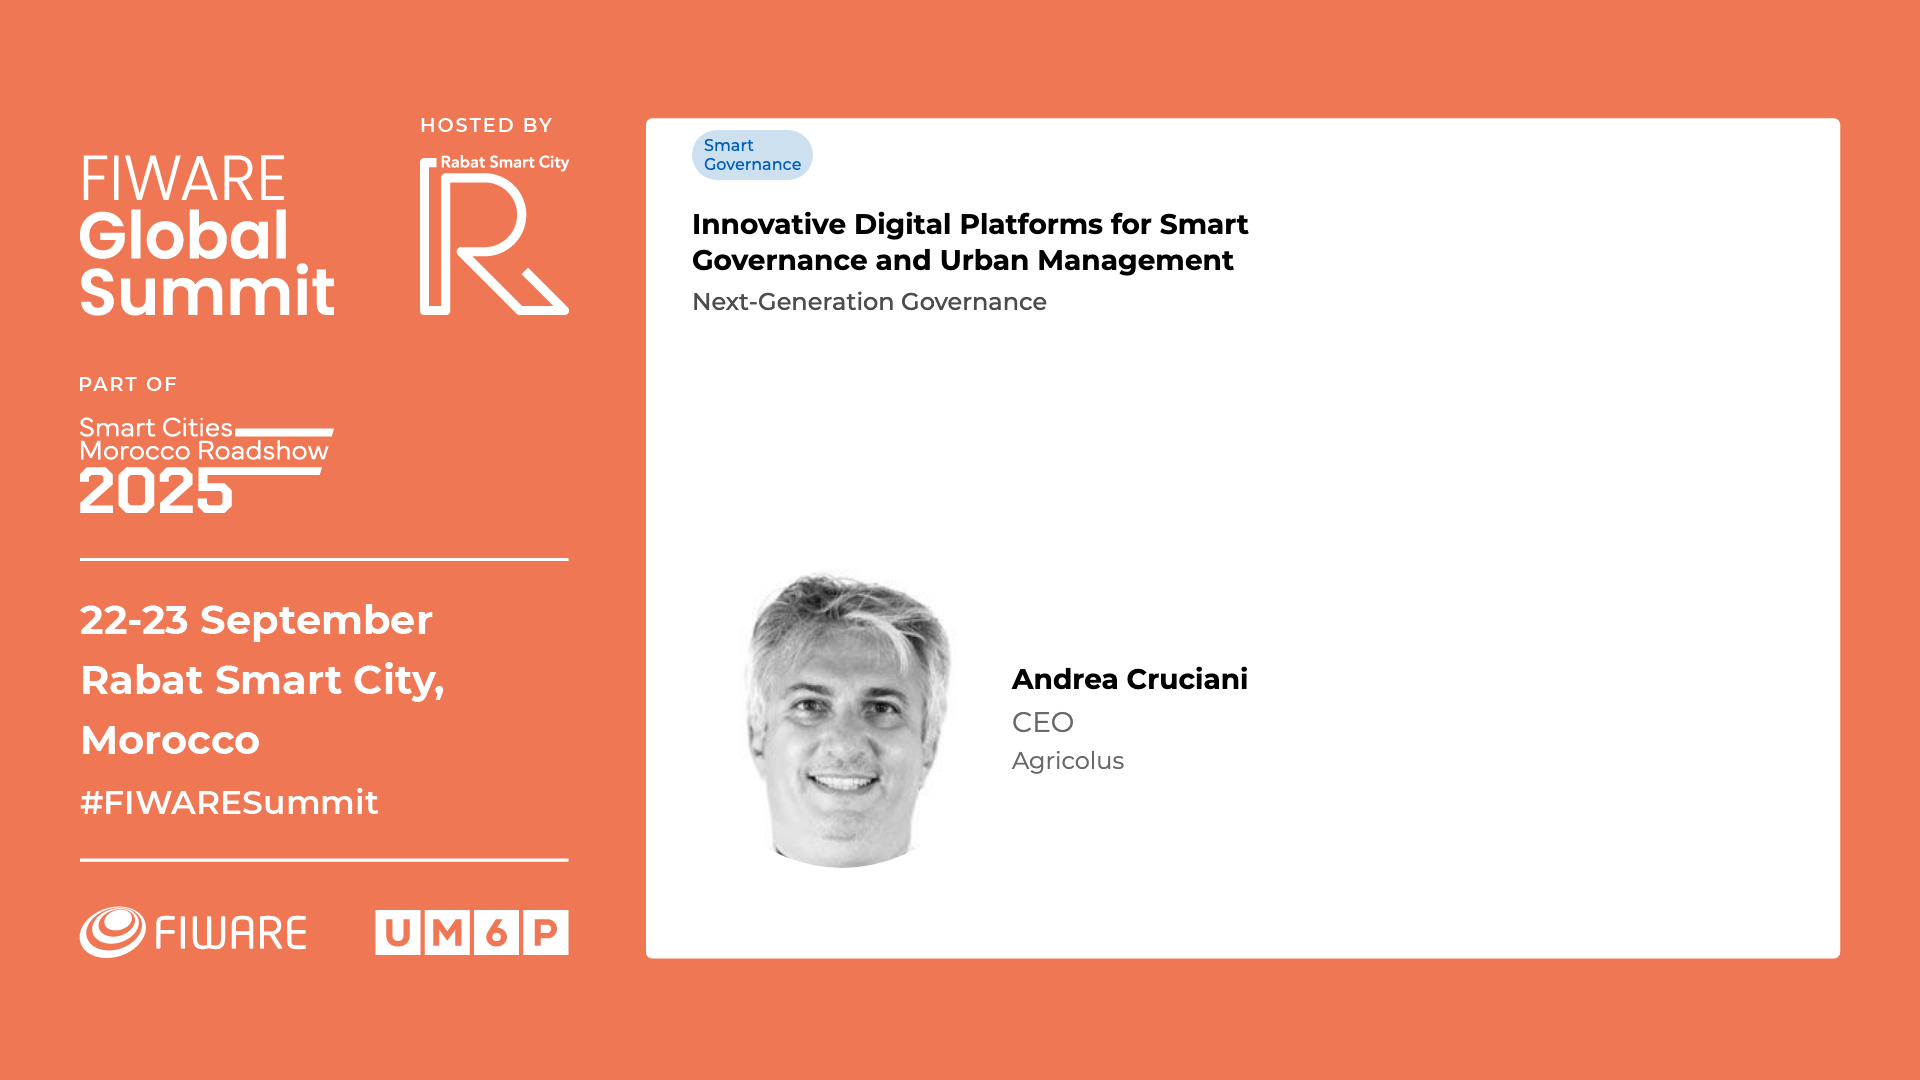 HOSTED BY
FIWARE
Global
Summit
Rabat Smart City
R
PART OF
Smart Cities
Morocco Roadshow
2025
22-23 September
Rabat Smart City,
Morocco
#FIWARESummit
FIWARE
UM6P
Smart
Governance
Innovative Digital Platforms for Smart
Governance and Urban Management
Next-Generation Governance
Andrea Cruciani
CEO
Agricolus